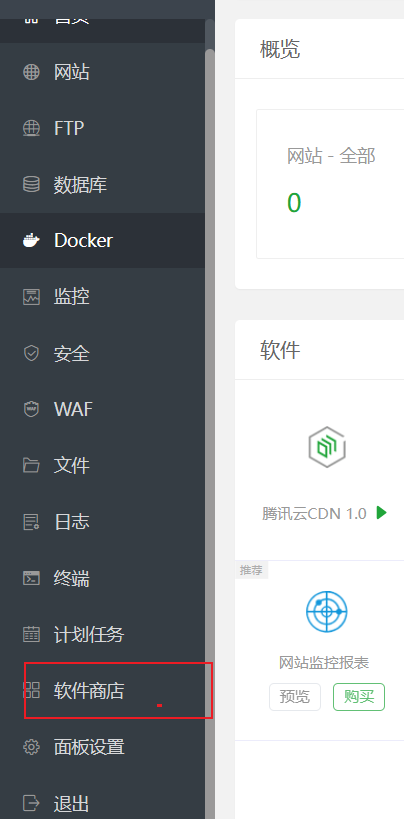 首页
网站
FTP
数据库
Docker
监控
安全
WAF
文件
日志
终端
计划任务
软件商店
面板设置
退出
概览
网站 - 全部
0
软件
腾讯云CDN 1.0
推荐
网站监控报表
预览
购买